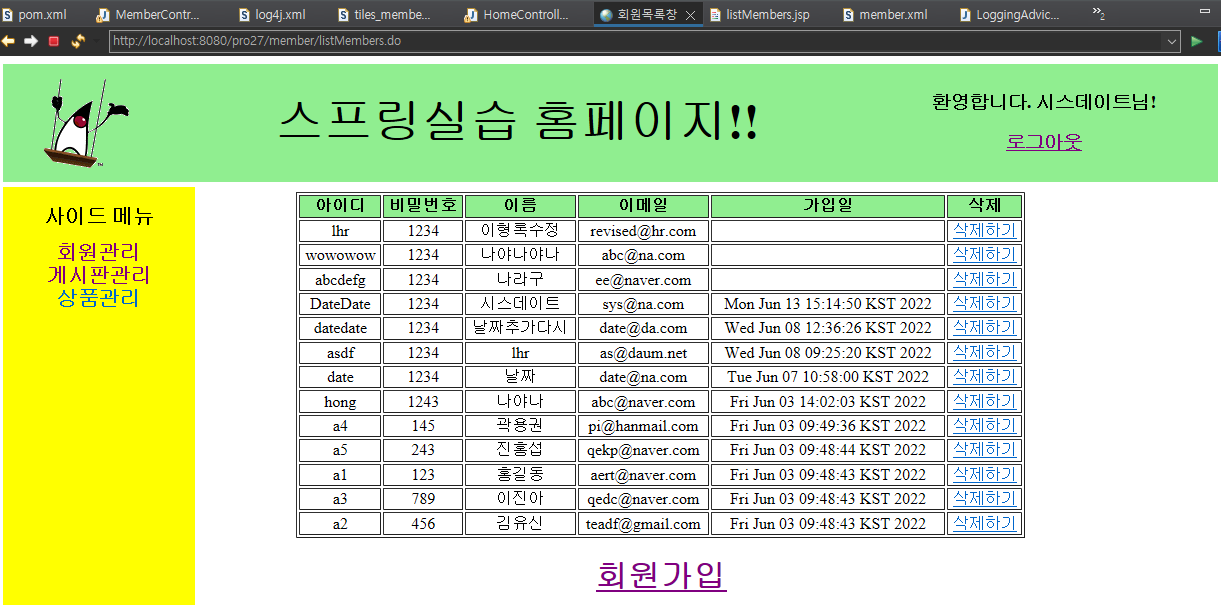 pom.xml MemberContr... log4j.xml tiles_membe... HomeControll... 회원목록창 listMembers.jsp member.xml LoggingAdvic... »2
http://localhost:8080/pro27/member/listMembers.do
스프링실습 홈페이지!!
환영합니다. 시스데이트님!
로그아웃
사이드 메뉴
회원관리
게시판관리
상품관리
아이디 비밀번호 이름 이메일 가입일 삭제
lhr 1234 이형록수정 revised@hr.com 삭제하기
wowowow 1234 나야나야나 abc@na.com 삭제하기
abcdefg 1234 나라구 ee@naver.com 삭제하기
DateDate 1234 시스데이트 sys@na.com Mon Jun 13 15:14:50 KST 2022 삭제하기
datedate 1234 날짜추가다시 date@da.com Wed Jun 08 12:36:26 KST 2022 삭제하기
asdf 1234 lhr as@daum.net Wed Jun 08 09:25:20 KST 2022 삭제하기
date 1234 날짜 date@na.com Tue Jun 07 10:58:00 KST 2022 삭제하기
hong 1243 나야나 abc@naver.com Fri Jun 03 14:02:03 KST 2022 삭제하기
a4 145 곽용권 pi@hanmail.com Fri Jun 03 09:49:36 KST 2022 삭제하기
a5 243 진홍섭 qekp@naver.com Fri Jun 03 09:48:44 KST 2022 삭제하기
a1 123 홍길동 aert@naver.com Fri Jun 03 09:48:43 KST 2022 삭제하기
a3 789 이진아 qedc@naver.com Fri Jun 03 09:48:43 KST 2022 삭제하기
a2 456 김유신 teadf@gmail.com Fri Jun 03 09:48:43 KST 2022 삭제하기
회원가입